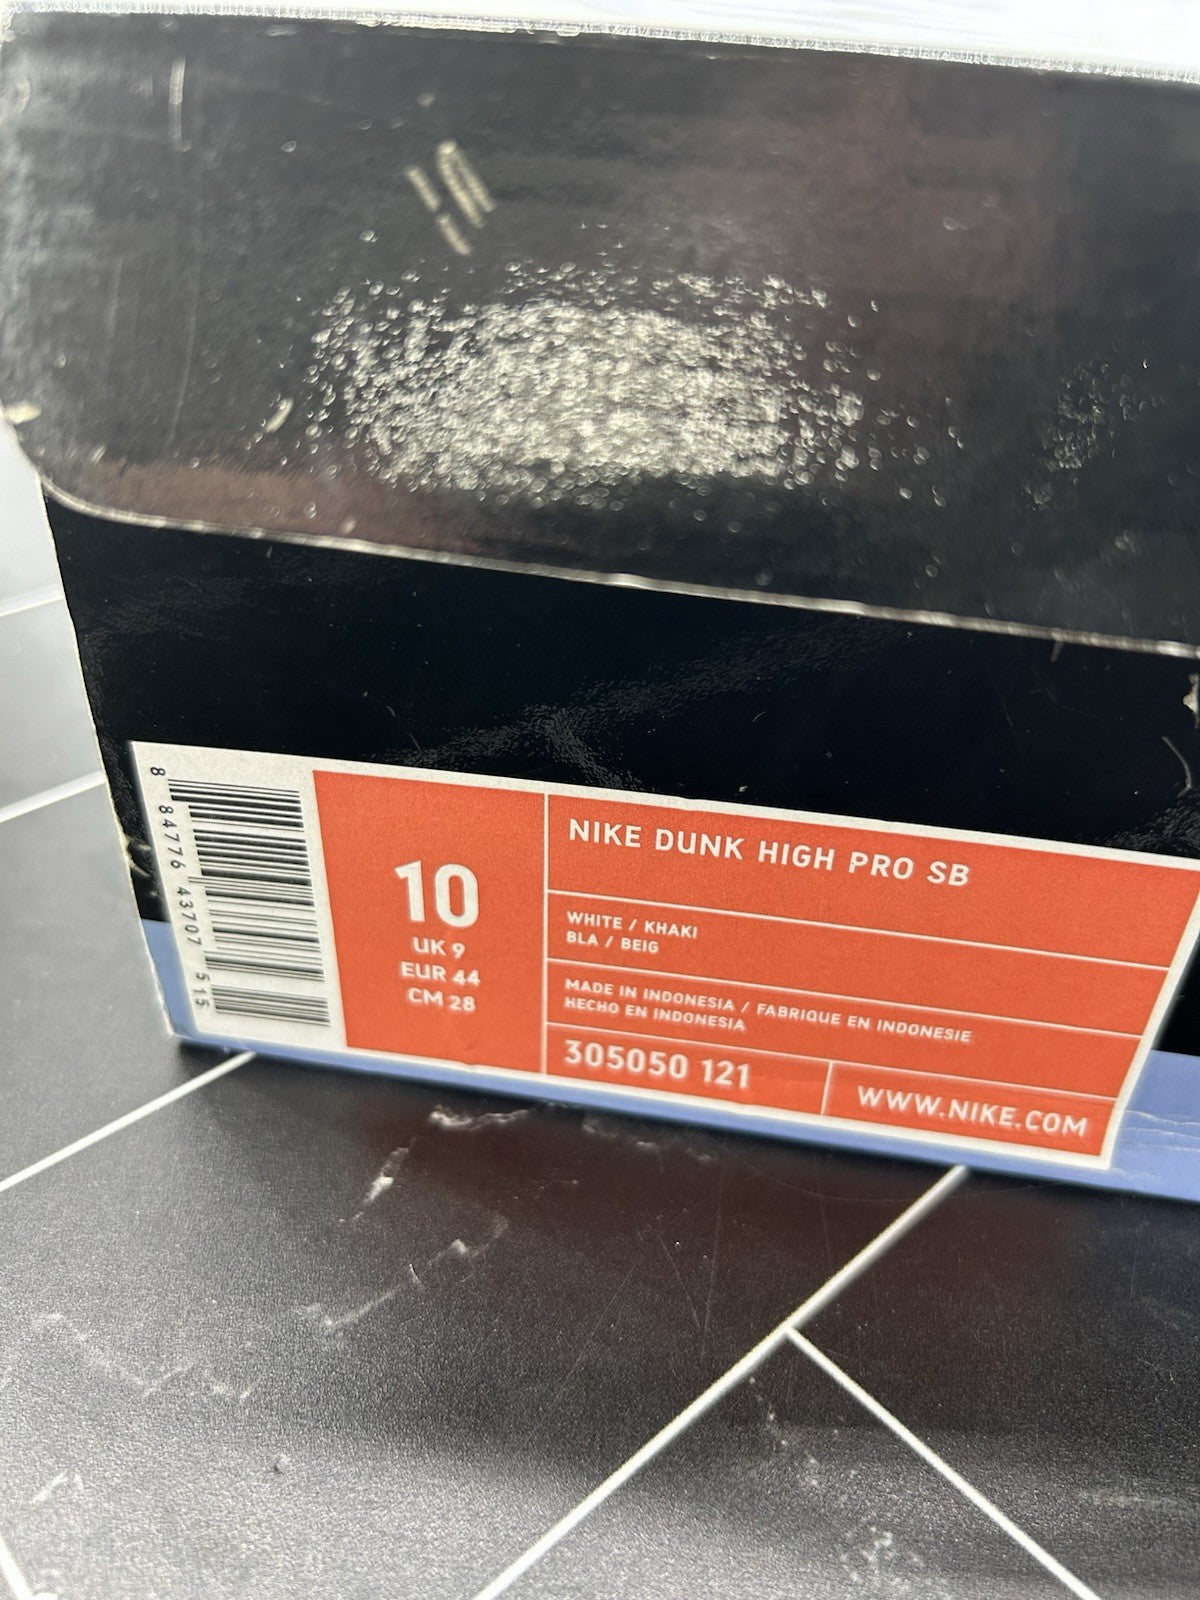 8 84776 43707 515
10
UK 9
EUR 44
CM 28
NIKE DUNK HIGH PRO SB
WHITE / KHAKI
BLA / BEIG
MADE IN INDONESIA / FABRIQUE EN INDONESIE
HECHO EN INDONESIA
305050 121
WWW.NIKE.COM